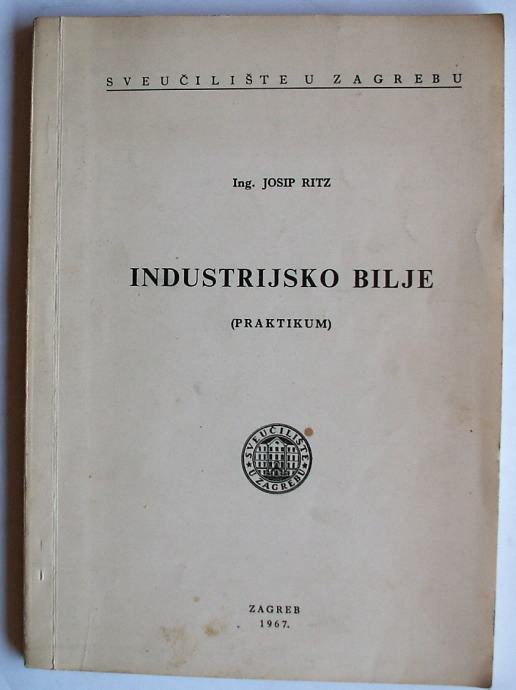 SVEUČILIŠTE U ZAGREBU
Ing. JOSIP RITZ
INDUSTRIJSKO BILJE
(PRAKTIKUM)
SVEUČILIŠTE
U ZAGREBU
ZAGREB
1967.